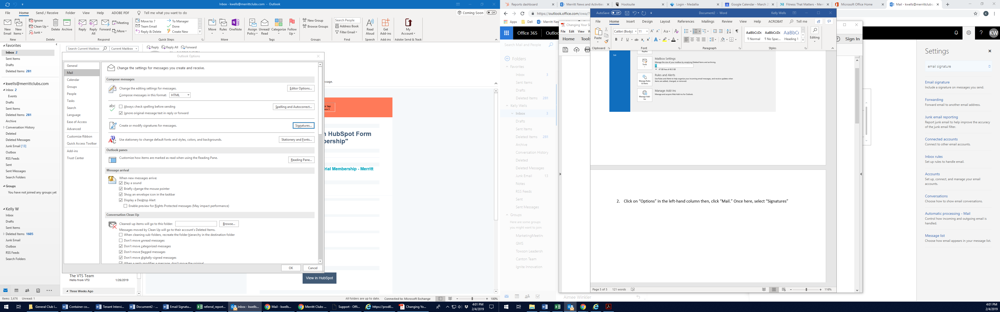 Inbox - kwells@merrittclubs.com - Outlook
File Home Send / Receive Folder View Help ADOBE PDF Tell me what you want to do
Coming Soon Off
New Email
New Items
Ignore
Clean Up
Junk
Delete
Archive
Reply
Reply All
Forward
Meeting
More
Move to: ?
Team Email
Reply & Delete
To Manager
Done
Create New
Move
Rules
OneNote
Assign Policy
Unread/ Read
Categorize
Follow Up
New Group
Browse Groups
Search People
Address Book
Filter Email
Read Aloud
Get Add-ins
My Account
New Delete Respond Quick Steps Move Tags Groups Find Speech Add-ins Adobe Send & Track
Favorites
Inbox 2
Sent Items
Drafts
Deleted Items 281
kwells@merrittclubs.com
Inbox 2
Events
Drafts
Sent Items
Deleted Items 281
Archive
Conversation History
Deleted
Deleted Messages
Junk Email [13]
Outbox
RSS Feeds
Sent
Sent Messages
Search Folders
Groups
You have not joined any groups yet
Kelly W
Inbox
Drafts
Sent Items
Deleted Items 1605
Junk Email
Outbox
RSS Feeds
Search Folders
Items: 3,676 Unread: 1
Search Current Mailbox Current Mailbox
Reply Reply All Forward
Outlook Options
General
Mail
Calendar
Groups
People
Tasks
Search
Language
Ease of Access
Advanced
Customize Ribbon
Quick Access Toolbar
Add-ins
Trust Center
Change the settings for messages you create and receive.
Compose messages
Change the editing settings for messages.
Editor Options...
Compose messages in this format: HTML
abc
Always check spelling before sending
Spelling and Autocorrect...
Ignore original message text in reply or forward
Create or modify signatures for messages.
Signatures...
Use stationery to change default fonts and styles, colors, and backgrounds.
Stationery and Fonts...
Outlook panes
Customize how items are marked as read when using the Reading Pane.
Reading Pane...
Message arrival
When new messages arrive:
Play a sound
Briefly change the mouse pointer
Show an envelope icon in the taskbar
Display a Desktop Alert
Enable preview for Rights Protected messages (May impact performance)
Conversation Clean Up
Cleaned-up items will go to this folder:
Browse...
Messages moved by Clean Up will go to their account's Deleted Items.
When cleaning sub-folders, recreate the folder hierarchy in the destination folder
Don't move unread messages
Don't move categorized messages
Don't move flagged messages
Don't move digitally-signed messages
When a reply modifies a message, don't move the original
OK Cancel
ssage.
or tap
HubSpot Form
bership"
rial Membership - Merritt
View in HubSpot
The VTS Team
Hello from VTS! 1/26/2019
Three Weeks Ago
All folders are up to date. Connected to: Microsoft Exchange 100%
General Club I...
Container co...
Tenant Intervi...
Document2 - ...
Email Signatu...
referral_report...
Inbox - kwells...
Mail - kwells...
Merritt Clubs ...
Support - Offi...
https://prod0...
Changing Yo...
4:01 PM
2/4/2019
Reports dashboard
Merritt News and Activities
Hootsuite
Login - Medallia
Google Calendar - March 2
Fitness That Matters - Merr
Microsoft Office Home
Mail - kwells@merrittclubs.
https://outlook.office.com/owa/?
Apps Dell Merritt New
Office 365 Outloo
KW
Search Mail and People
Folders
Favorites
Inbox 3
Sent Items
Drafts
Deleted Items 281
Kelly Wells
Inbox 3
Drafts
Sent Items
Deleted Items 281
Archive
Conversation History
Deleted
Deleted Messages
Junk Email 13
Notes
RSS Feeds
Sent
Sent Messages
Groups
Here are some groups
you might want to join.
MarketingMeetin
GMS
Towson Leadersh
Canton Team
Ignite Innovation
Aimee Winkler
Changing Your Si
File Edit View W
Home Tools
Sign In
AutoSave Off
Document2 - Word
Kelly Wells
File Home Insert Design Layout References Mailings Review View Help ACROBAT Tell me
Paste
Calibri (Body) 11
AaBbCcDc
¶ Normal
AaBbCcDc
¶ No Spac...
AaBbCc
Heading 1
Editing
Clipboard Font Paragraph Styles
Exit
Replies
Tools
Mailbox Settings
Manage the size of your mailbox by emptying Deleted Items and archiving.
47 GB free of 49.5 GB
Manage Rules & Alerts
Rules and Alerts
Use Rules and Alerts to help organize your incoming email messages, and receive updates when
items are added, changed, or removed.
Manage Add-ins
Manage Add-ins
Manage and acquire Web Add-ins for Outlook.
2. Click on “Options” in the left-hand column then, click “Mail.” Once here, select “Signatures”
Page 5 of 5 121 words 116%
Settings
email signature
Email signature
Include a signature on messages you send.
Forwarding
Forward email to another email address.
Junk email reporting
Report junk email to help improve the accuracy
of the junk email filter.
Connected accounts
Connect to other email accounts.
Inbox rules
Set up rules to handle email.
Accounts
Set up, connect, and manage your email
accounts.
Conversations
Choose how to show email conversations.
Automatic processing - Mail
Control how incoming and outgoing email is
handled.
Message list
Choose how email appears in your message list.
4:01 PM
2/4/2019